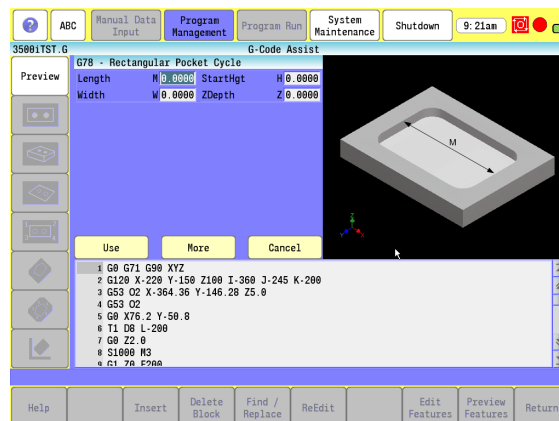 ? ABC Manual Data Input Program Management Program Run System Maintenance Shutdown 9:21am
3500iTST.G G-Code Assist
Preview
G78 - Rectangular Pocket Cycle
Length M 0.0000 StartHgt H 0.0000
Width W 0.0000 ZDepth Z 0.0000
M
Z
Y X
Use More Cancel
1 G0 G71 G90 XYZ
2 G120 X-220 Y-150 Z100 I-360 J-245 K-200
3 G53 O2 X-364.36 Y-146.28 Z5.0
4 G53 O2
5 G0 X76.2 Y-50.8
6 T1 D8 L-200
7 G0 Z2.0
8 S1000 M3
9 G1 Z0 F200
Help Insert Delete Block Find / Replace ReEdit Edit Features Preview Features Return